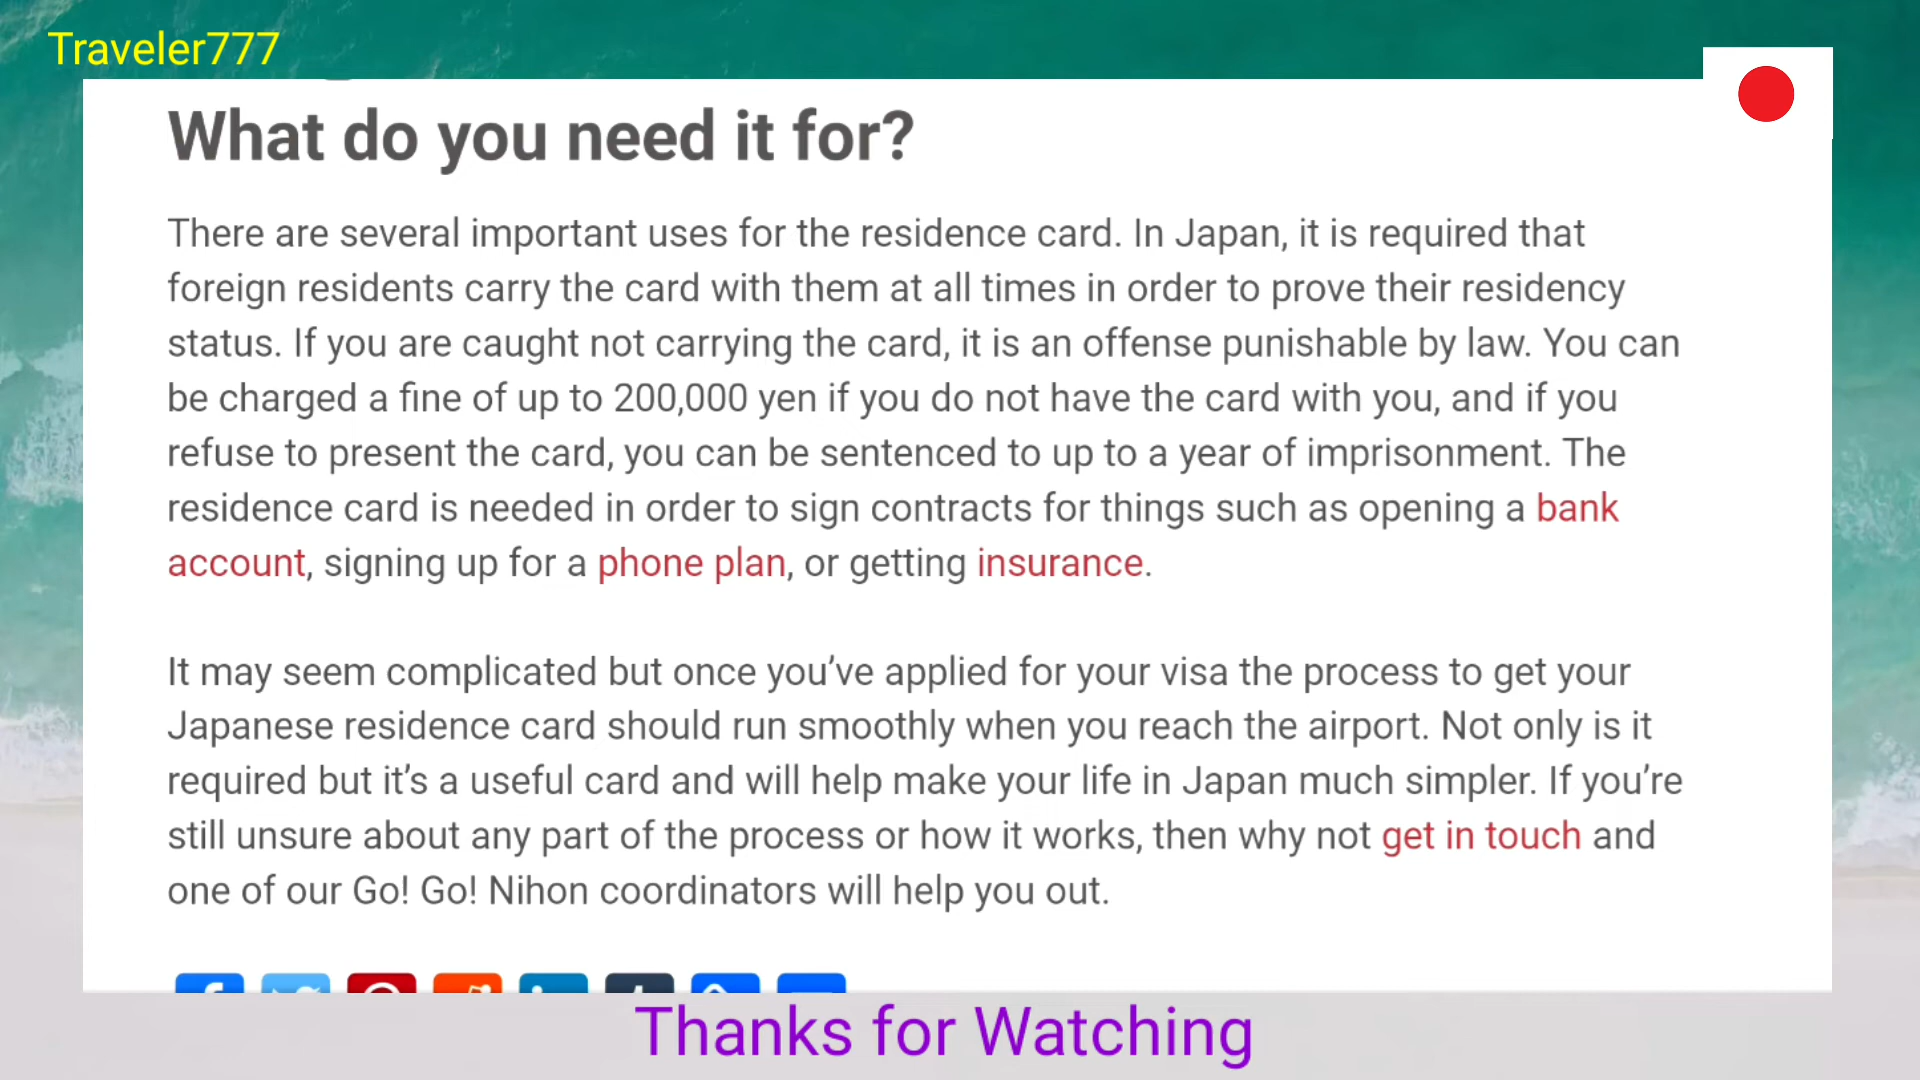 Traveler777
What do you need it for?
There are several important uses for the residence card. In Japan, it is required that
foreign residents carry the card with them at all times in order to prove their residency
status. If you are caught not carrying the card, it is an offense punishable by law. You can
be charged a fine of up to 200,000 yen if you do not have the card with you, and if you
refuse to present the card, you can be sentenced to up to a year of imprisonment. The
residence card is needed in order to sign contracts for things such as opening a bank
account, signing up for a phone plan, or getting insurance.
It may seem complicated but once you’ve applied for your visa the process to get your
Japanese residence card should run smoothly when you reach the airport. Not only is it
required but it’s a useful card and will help make your life in Japan much simpler. If you’re
still unsure about any part of the process or how it works, then why not get in touch and
one of our Go! Go! Nihon coordinators will help you out.
Thanks for Watching